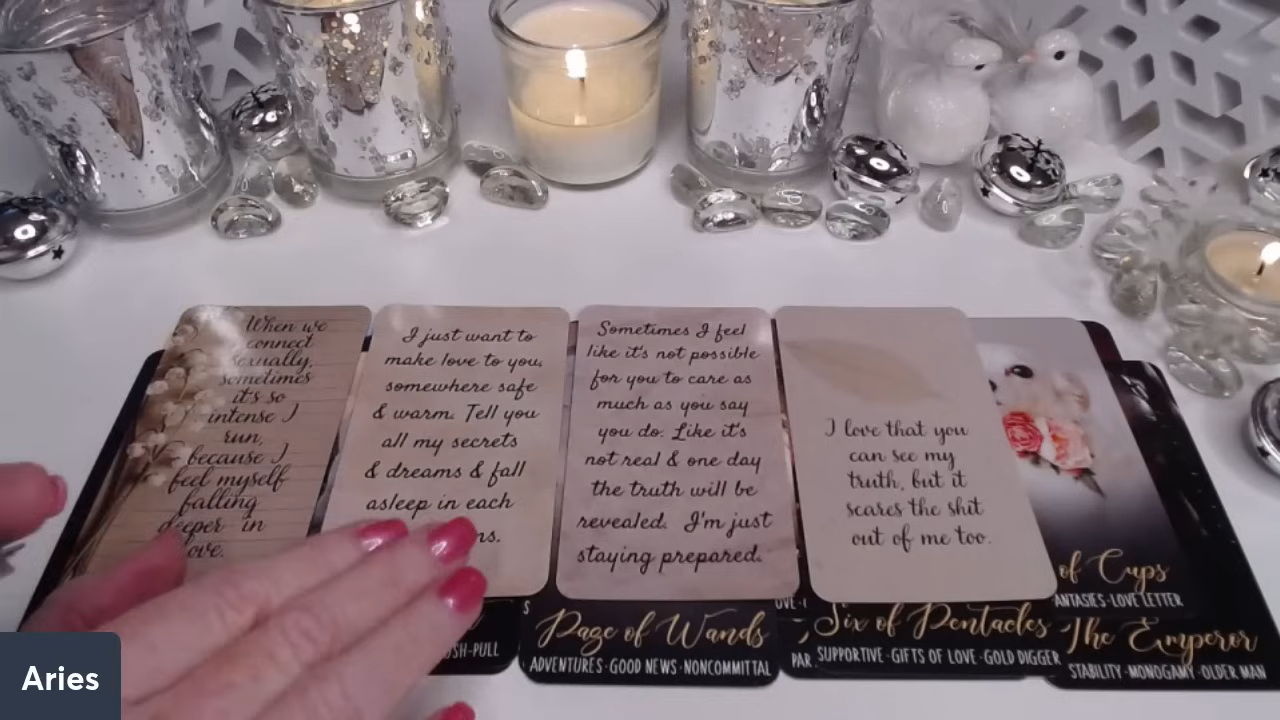 When we
connect
sexually,
sometimes
it's so
intense I
run,
because I
feel myself
falling
deeper in
love.
I just want to
make love to you,
somewhere safe
& warm. Tell you
all my secrets
& dreams & fall
asleep in each
Sometimes I feel
like it's not possible
for you to care as
much as you say
you do. Like it's
not real & one day
the truth will be
revealed. I'm just
staying prepared.
I love that you
can see my
truth, but it
scares the shit
out of me too.
of Cups
LOVE LETTER
Page of Wands
ADVENTURES·GOOD NEWS·NONCOMMITTAL
Six of Pentacles
SUPPORTIVE·GIFTS OF LOVE·GOLD DIGGER
The Emperor
STABILITY·MONOGAMY·OLDER MAN
PULL
Aries